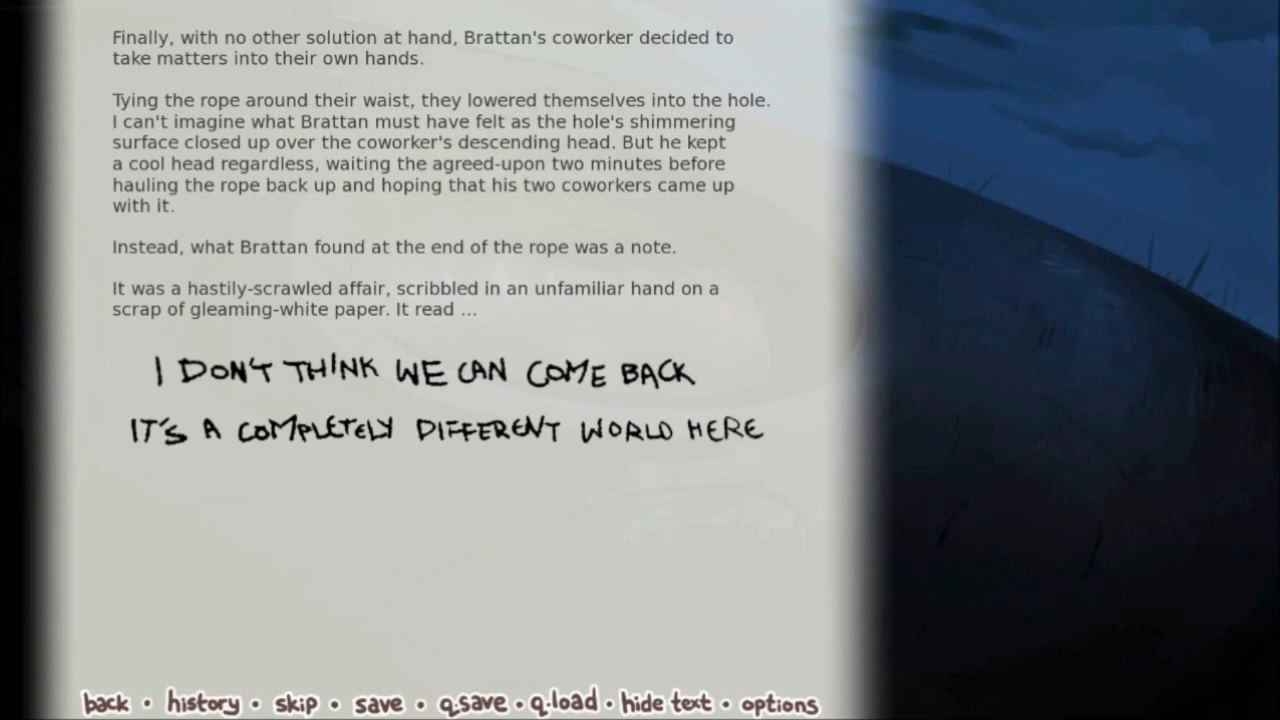 Finally, with no other solution at hand, Brattan's coworker decided to
take matters into their own hands.
Tying the rope around their waist, they lowered themselves into the hole.
I can't imagine what Brattan must have felt as the hole's shimmering
surface closed up over the coworker's descending head. But he kept
a cool head regardless, waiting the agreed-upon two minutes before
hauling the rope back up and hoping that his two coworkers came up
with it.
Instead, what Brattan found at the end of the rope was a note.
It was a hastily-scrawled affair, scribbled in an unfamiliar hand on a
scrap of gleaming-white paper. It read ...
I DON'T THINK WE CAN COME BACK
IT'S A COMPLETELY DIFFERENT WORLD HERE
back • history • skip • save • q.save • q.load • hide text • options